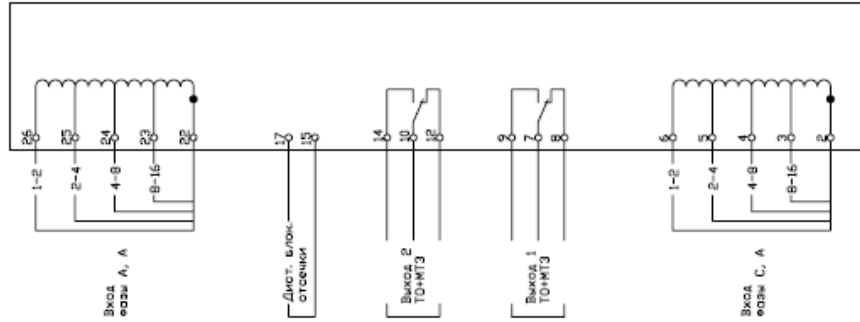 26
25
24
23
22
17
15
14
10
12
9
7
8
6
5
4
3
2
1-2
2-4
4-8
8-16
1-2
2-4
4-8
8-16
Вход
фазы А, А
Дист. блок.
отсечки
Выход 2
ТО+МТЗ
Выход 1
ТО+МТЗ
Вход
фазы С, А